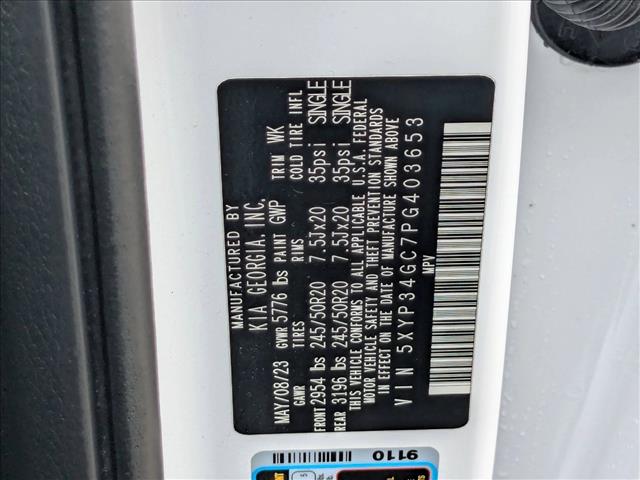 MANUFACTURED BY
KIA GEORGIA, INC.
MAY/08/23 GVWR 5776 lbs PAINT GWP TRIM WK
GAWR TIRES RIMS COLD TIRE INFL
FRONT 2954 lbs 245/50R20 7.5Jx20 35psi SINGLE
REAR 3196 lbs 245/50R20 7.5Jx20 35psi SINGLE
THIS VEHICLE CONFORMS TO ALL APPLICABLE U.S.A. FEDERAL
MOTOR VEHICLE SAFETY AND THEFT PREVENTION STANDARDS
IN EFFECT ON THE DATE OF MANUFACTURE SHOWN ABOVE
VIN 5XYP34GC7PG403653
MPV
9110